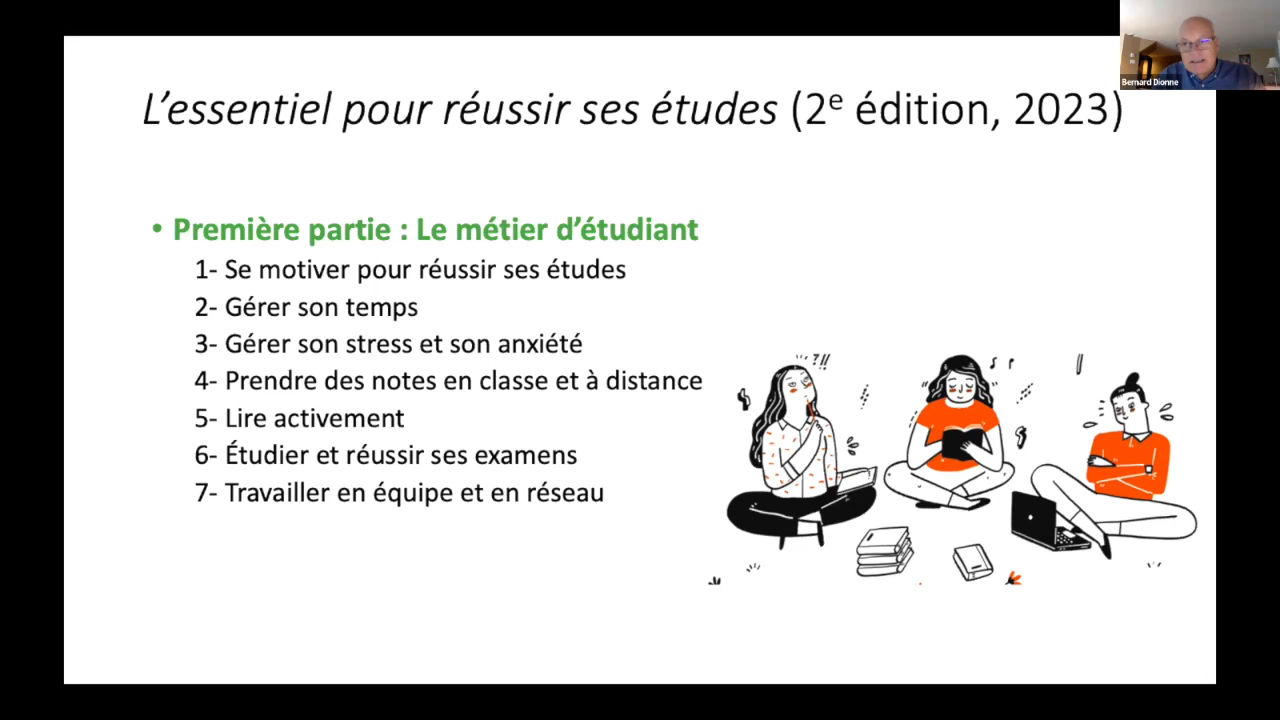 L'essentiel pour réussir ses études (2e édition, 2023)
Bernard Dionne
• Première partie : Le métier d'étudiant
1- Se motiver pour réussir ses études
2- Gérer son temps
3- Gérer son stress et son anxiété
4- Prendre des notes en classe et à distance
5- Lire activement
6- Étudier et réussir ses examens
7- Travailler en équipe et en réseau
?!!